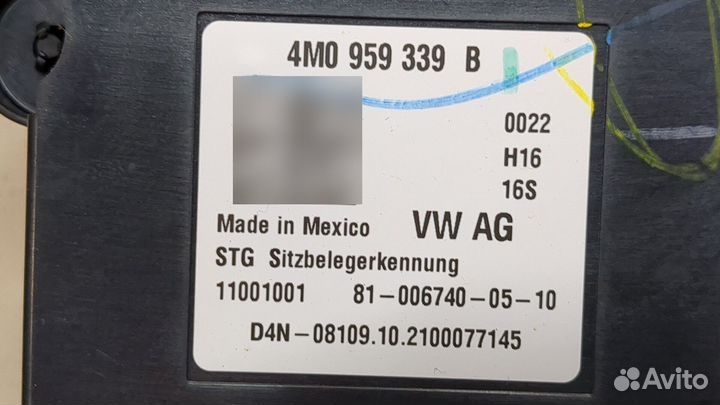 4M0 959 339 B
0022
H16
16S
Made in Mexico VW AG
STG Sitzbelegerkennung
11001001 81-006740-05-10
D4N-08109.10.2100077145
Avito